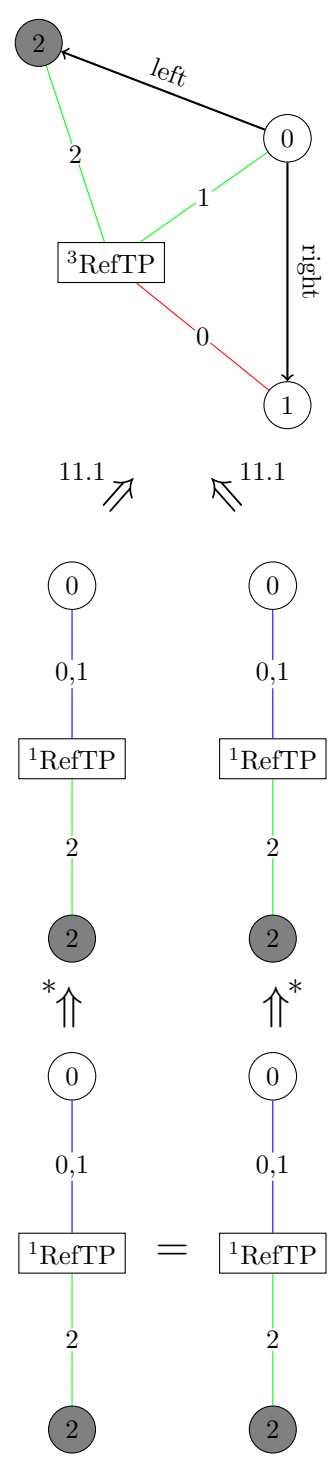 2
left
0
2
1
³RefTP
right
0
1
11.1 ⇗ ⇖ 11.1
0 0
0,1 0,1
¹RefTP ¹RefTP
2 2
2 2
*⇑ ⇑*
0 0
0,1 0,1
¹RefTP = ¹RefTP
2 2
2 2